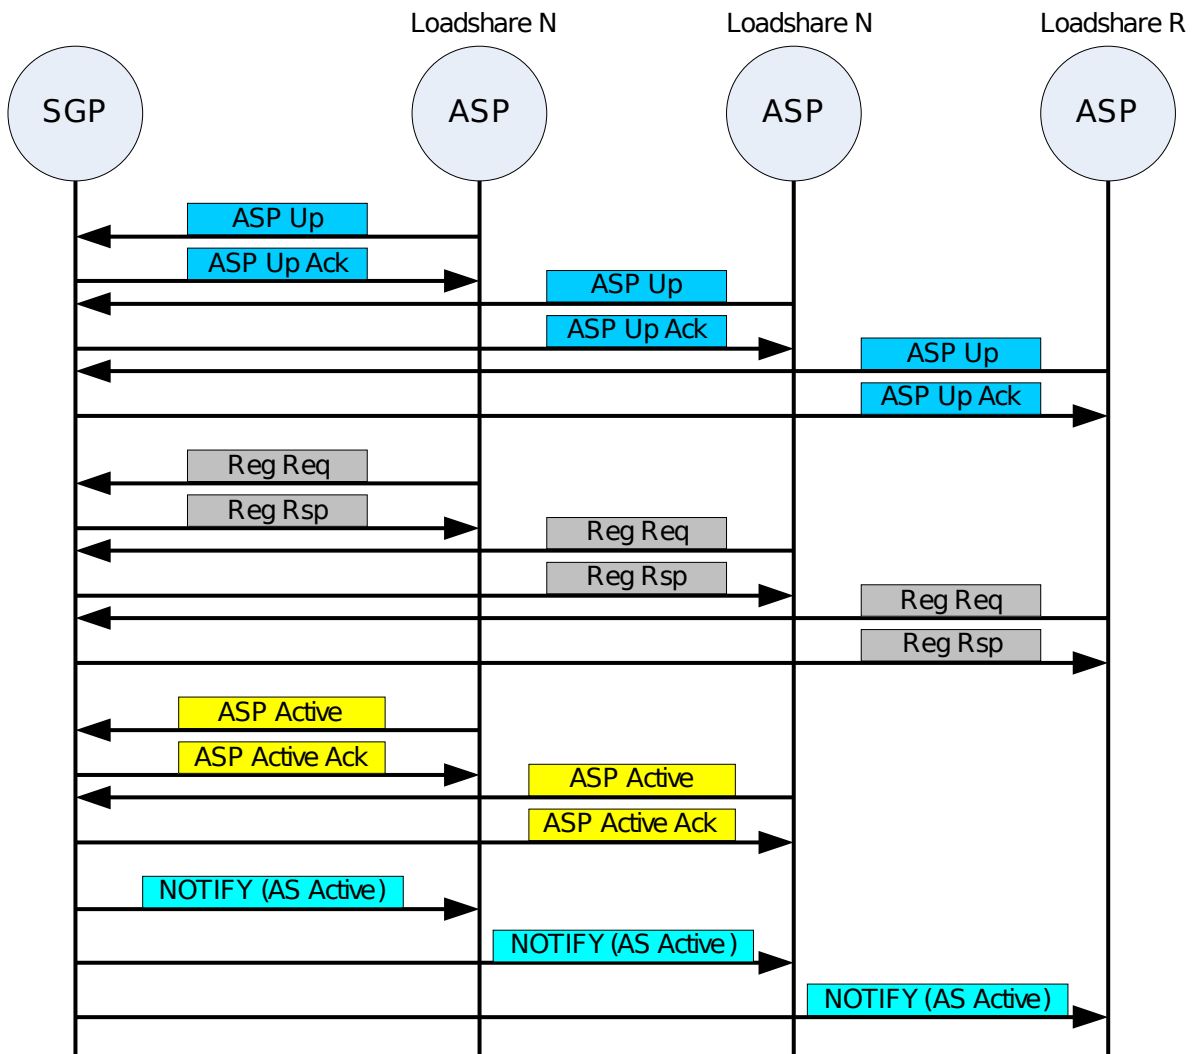 Loadshare N
Loadshare N
Loadshare R
SGP
ASP
ASP
ASP
ASP Up
ASP Up Ack
ASP Up
ASP Up Ack
ASP Up
ASP Up Ack
Reg Req
Reg Rsp
Reg Req
Reg Rsp
Reg Req
Reg Rsp
ASP Active
ASP Active Ack
ASP Active
ASP Active Ack
NOTIFY (AS Active)
NOTIFY (AS Active)
NOTIFY (AS Active)